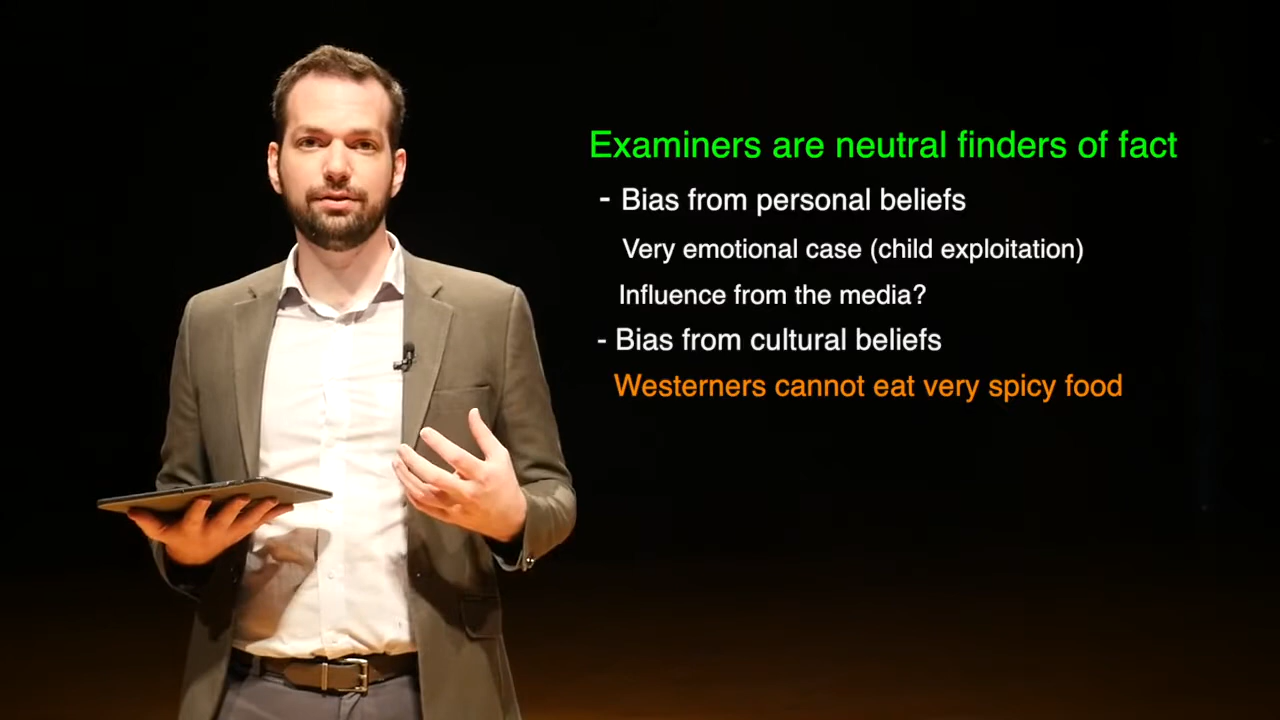 Examiners are neutral finders of fact
- Bias from personal beliefs
Very emotional case (child exploitation)
Influence from the media?
- Bias from cultural beliefs
Westerners cannot eat very spicy food